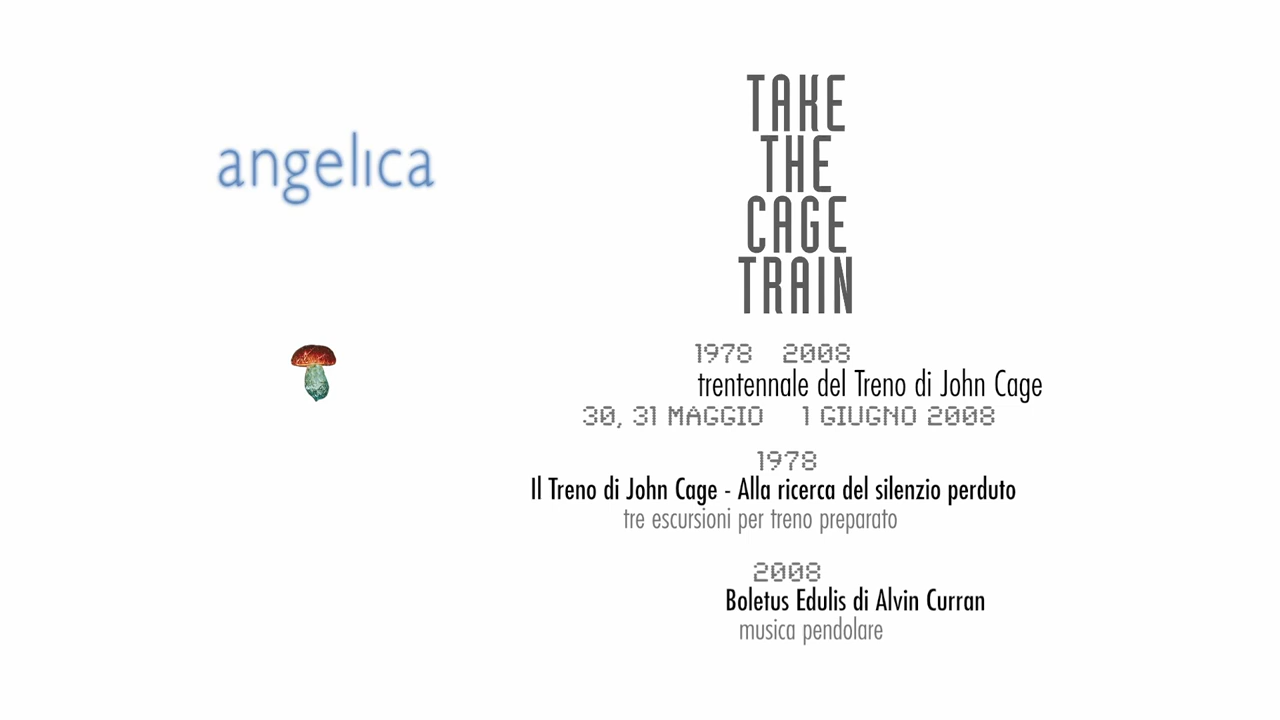 angelica
TAKE
THE
CAGE
TRAIN
1978 2008
trentennale del Treno di John Cage
30, 31 MAGGIO 1 GIUGNO 2008
1978
Il Treno di John Cage - Alla ricerca del silenzio perduto
tre escursioni per treno preparato
2008
Boletus Edulis di Alvin Curran
musica pendolare